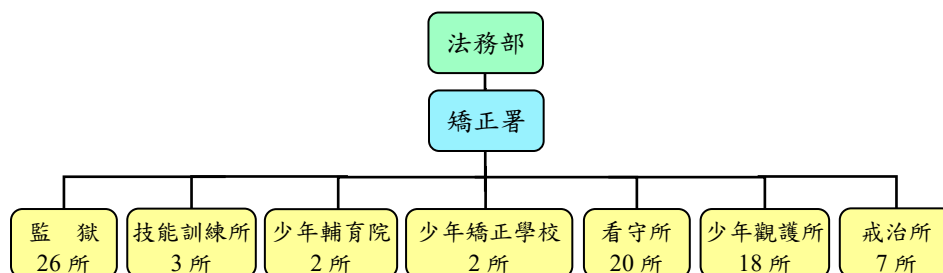 法務部
矯正署
監 獄
26 所
技能訓練所
3 所
少年輔育院
2 所
少年矯正學校
2 所
看守所
20 所
少年觀護所
18 所
戒治所
7 所